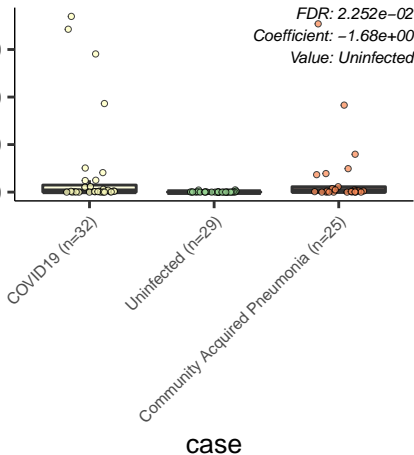 FDR: 2.252e−02
Coefficient: −1.68e+00
Value: Uninfected
COVID19 (n=32)
Uninfected (n=29)
Community Acquired Pneumonia (n=25)
case